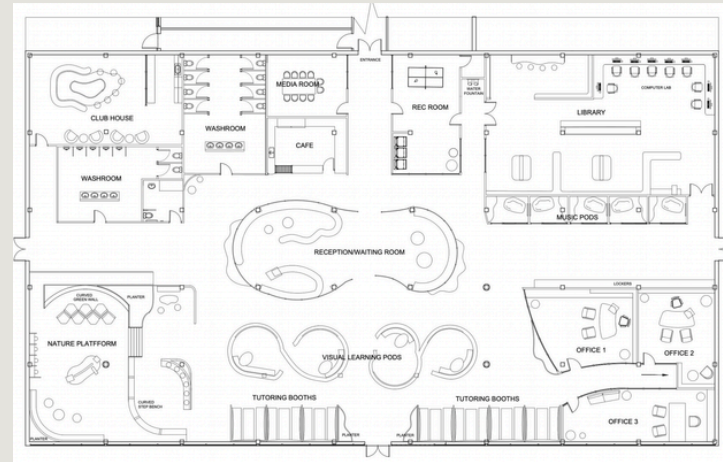 ENTRANCE
MEDIA ROOM
COMPUTER LAB
WATER
FOUNTAIN
REC ROOM
LIBRARY
CLUB HOUSE
WASHROOM
CAFE
WASHROOM
MUSIC PODS
RECEPTION/WAITING ROOM
LOCKERS
CURVED
GREEN WALL
PLANTER
NATURE PLATFFORM
OFFICE 1
OFFICE 2
VISUAL LEARNING PODS
CURVED
STEP BENCH
TUTORING BOOTHS
TUTORING BOOTHS
OFFICE 3
PLANTER
PLANTER
PLANTER